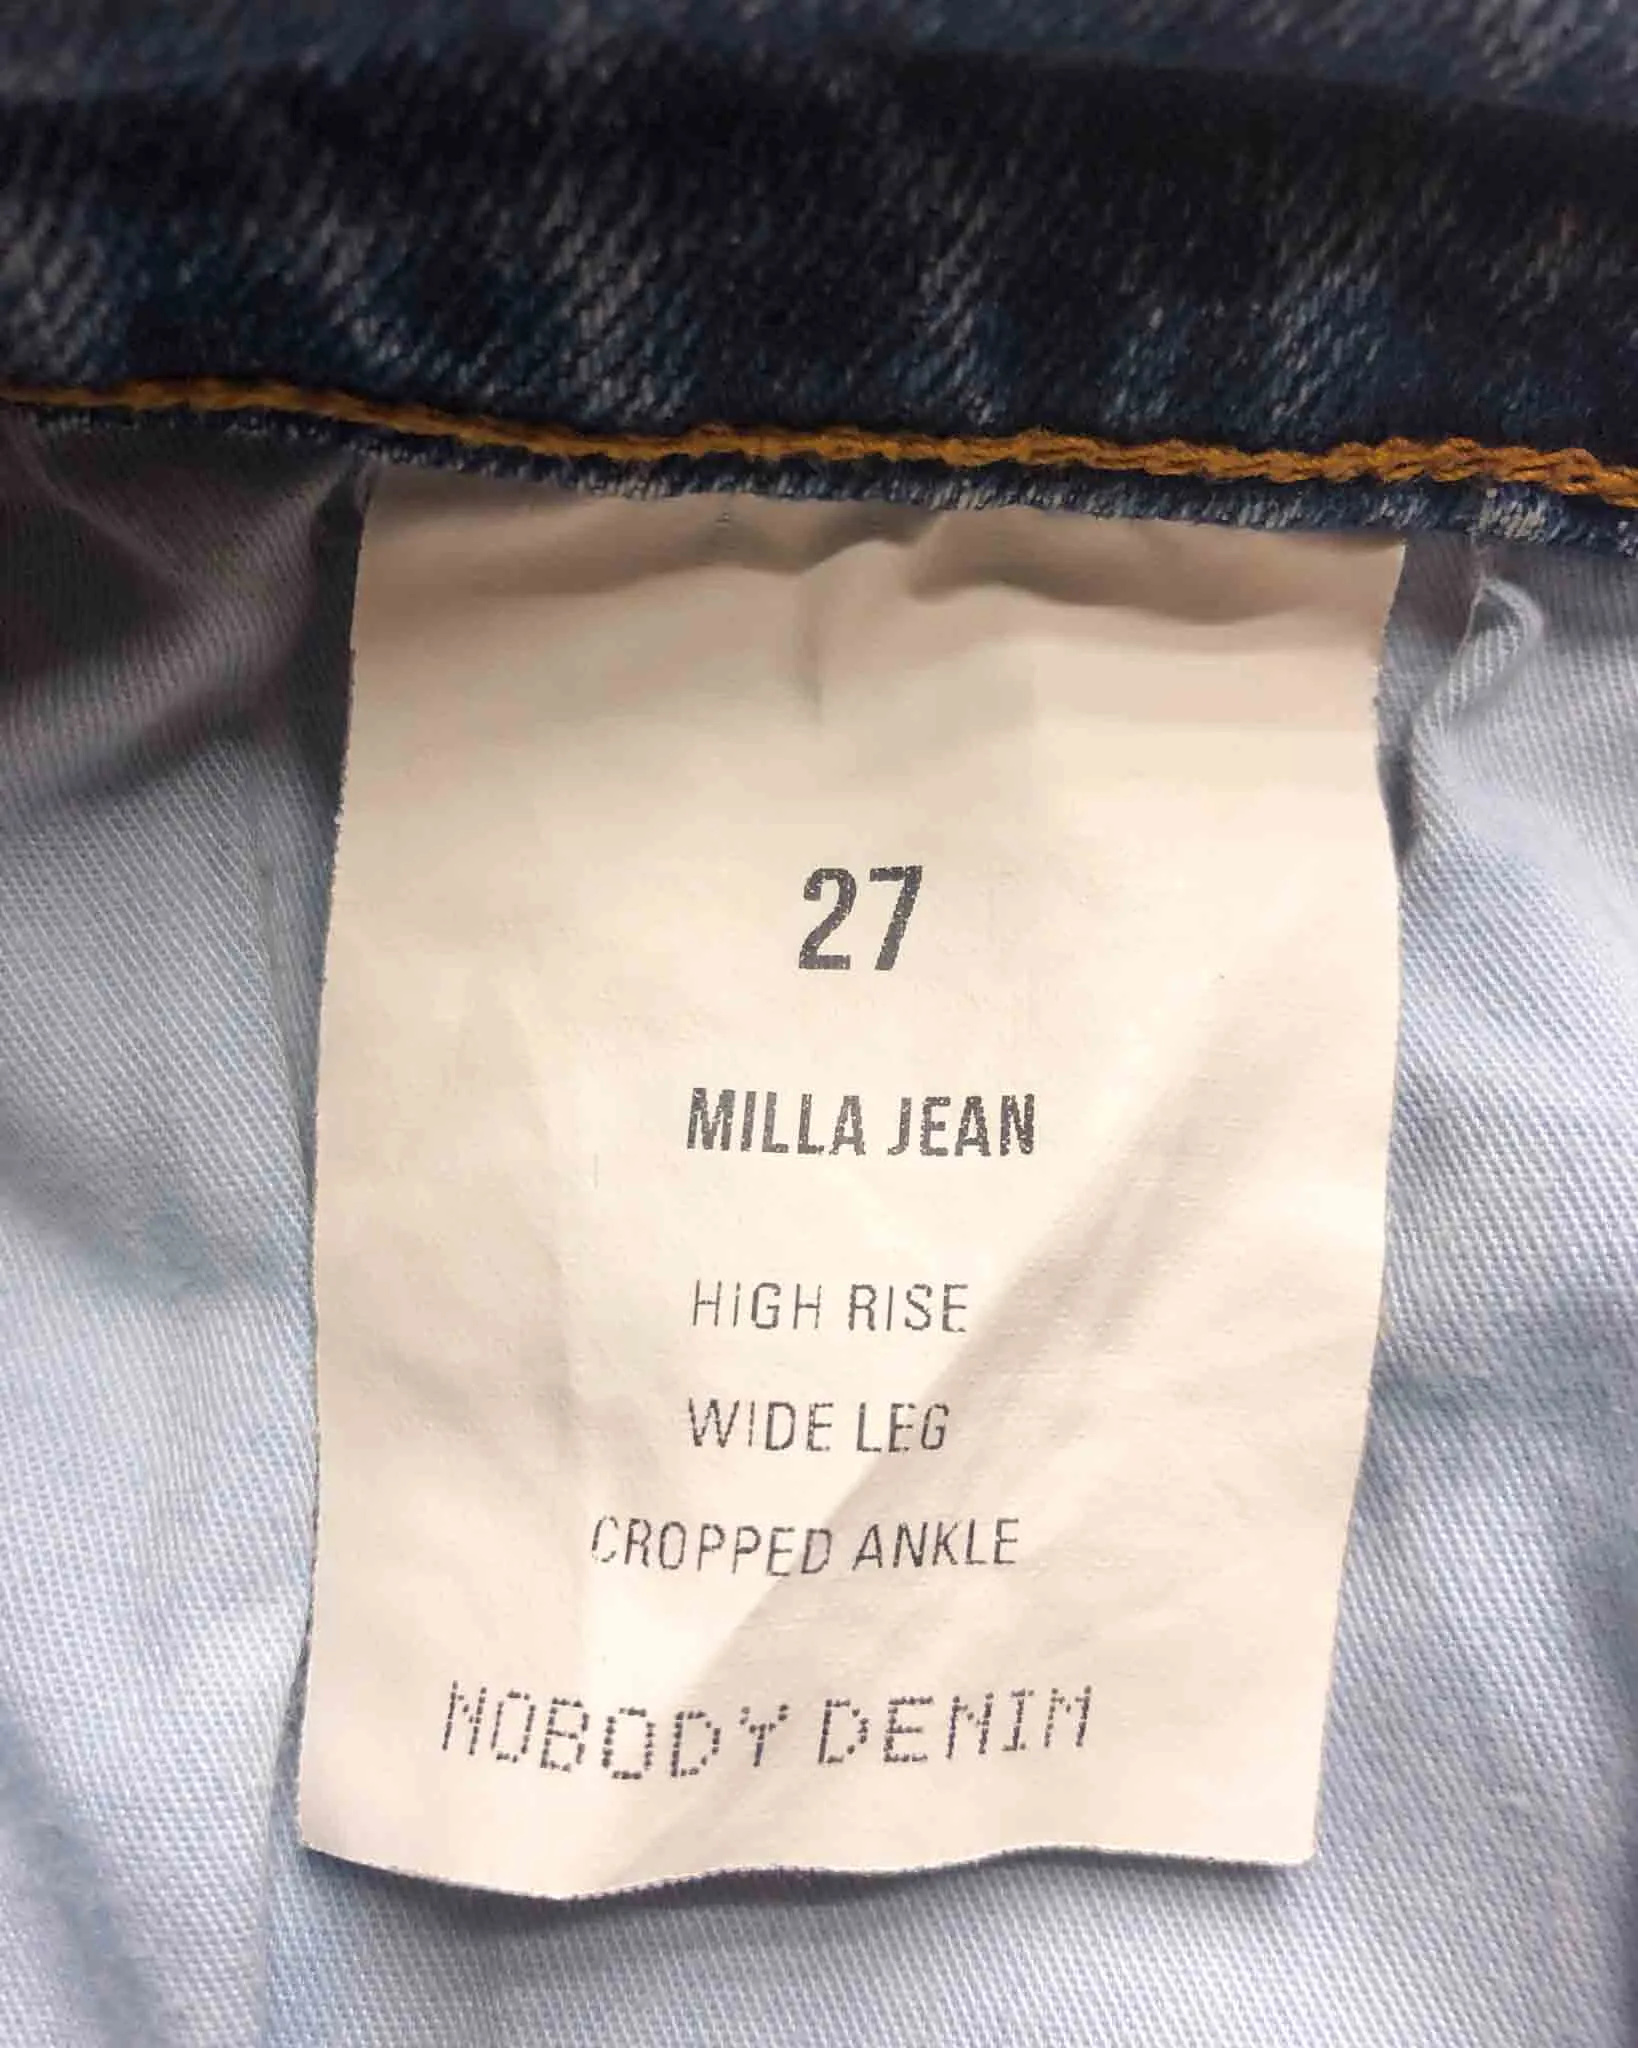 27
MILLA JEAN
HIGH RISE
WIDE LEG
CROPPED ANKLE
NOBODY DENIM